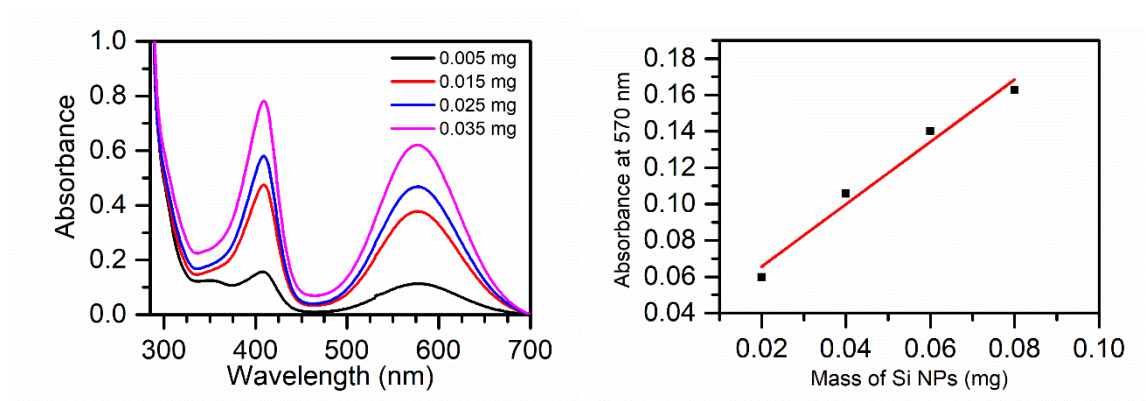 1.0
0.8
0.6
0.4
0.2
0.0
Absorbance
0.005 mg
0.015 mg
0.025 mg
0.035 mg
300 400 500 600 700
Wavelength (nm)
0.18
0.16
0.14
0.12
0.10
0.08
0.06
0.04
Absorbance at 570 nm
0.02 0.04 0.06 0.08 0.10
Mass of Si NPs (mg)